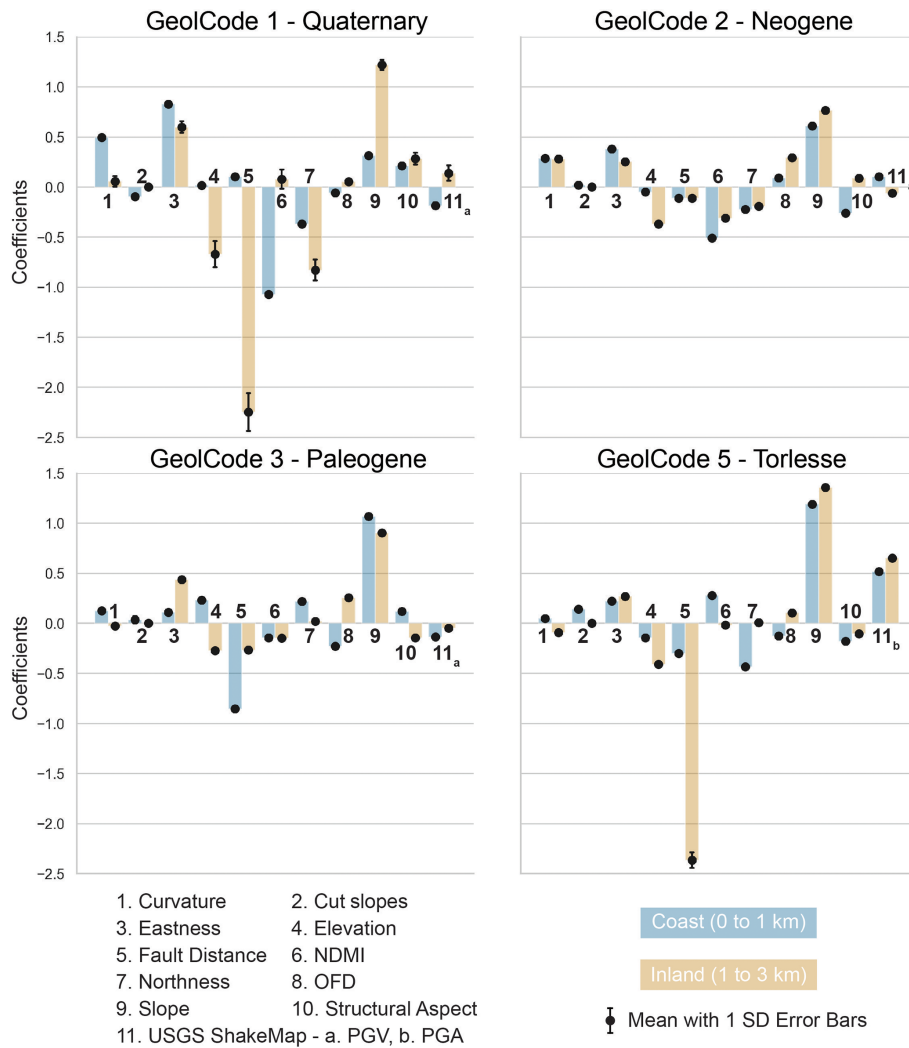 GeolCode 1 - Quaternary
GeolCode 2 - Neogene
Coefficients
1.5
1.0
0.5
0.0
−0.5
−1.0
−1.5
−2.0
−2.5
1 2 3 4 5 6 7 8 9 10 11 a
1 2 3 4 5 6 7 8 9 10 11
GeolCode 3 - Paleogene
GeolCode 5 - Torlesse
Coefficients
1.5
1.0
0.5
0.0
−0.5
−1.0
−1.5
−2.0
−2.5
1 2 3 4 5 6 7 8 9 10 11 a
1 2 3 4 5 6 7 8 9 10 11 b
1. Curvature 2. Cut slopes
3. Eastness 4. Elevation
5. Fault Distance 6. NDMI
7. Northness 8. OFD
9. Slope 10. Structural Aspect
11. USGS ShakeMap - a. PGV, b. PGA
Coast (0 to 1 km)
Inland (1 to 3 km)
Mean with 1 SD Error Bars